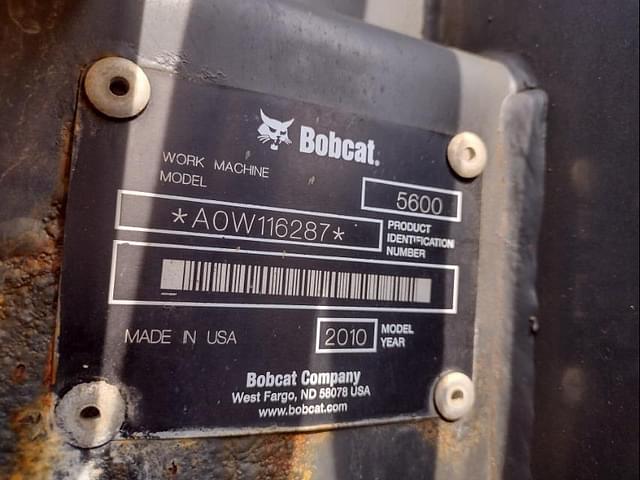 Bobcat.
WORK MACHINE
MODEL
5600
*A0W116287*
PRODUCT
IDENTIFICATION
NUMBER
MADE IN USA
2010
MODEL
YEAR
Bobcat Company
West Fargo, ND 58078 USA
www.bobcat.com